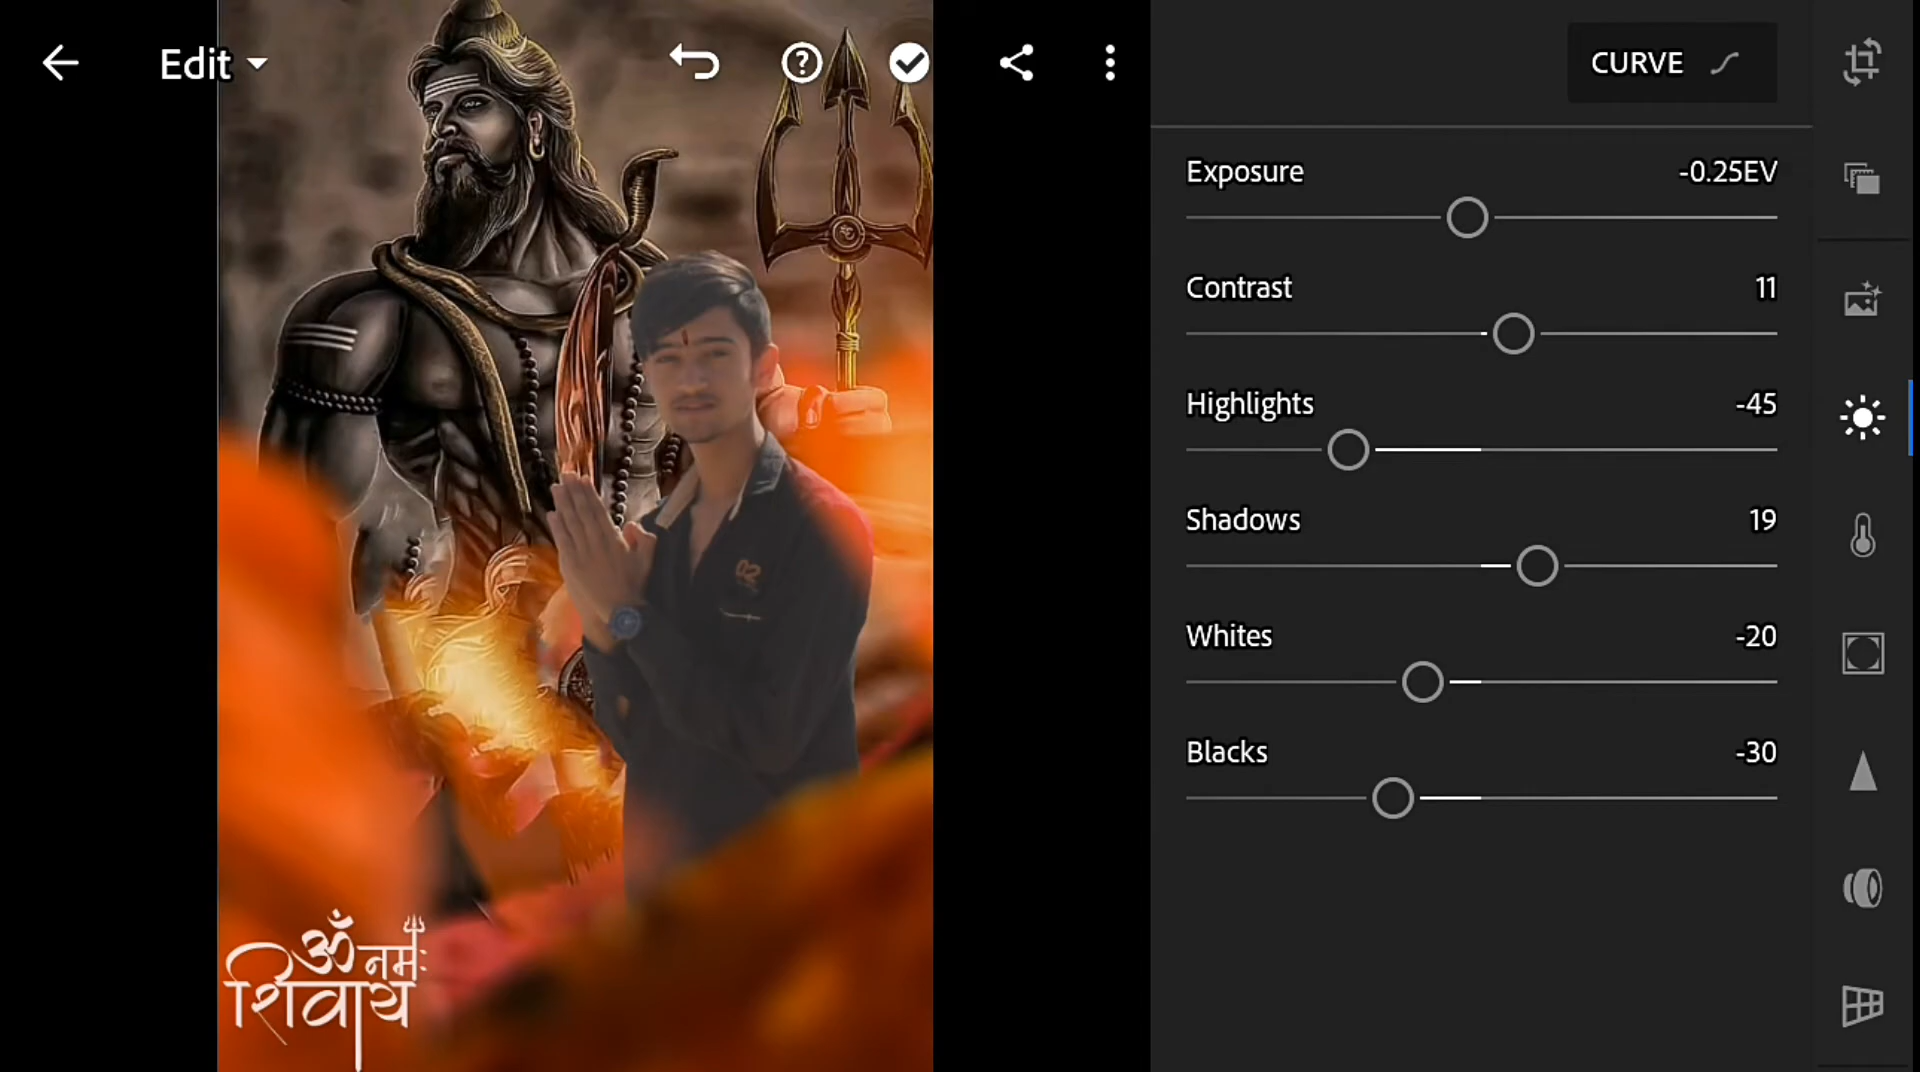 Edit
CURVE
Exposure -0.25EV
Contrast 11
Highlights -45
Shadows 19
Whites -20
Blacks -30
ॐ नमः
शिवाय